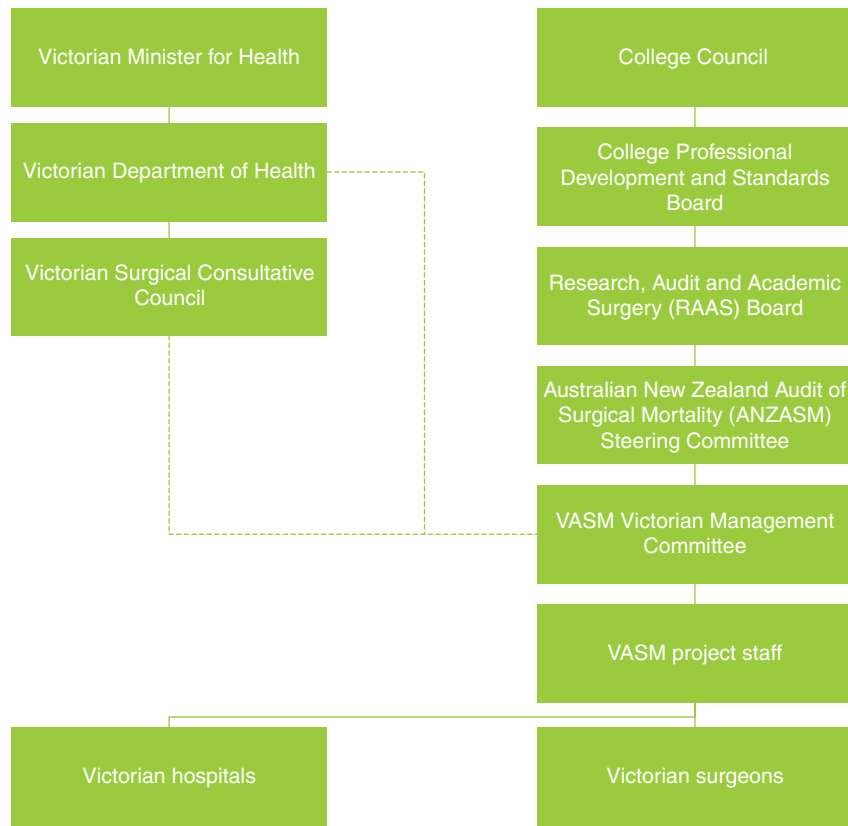 Victorian Minister for Health
Victorian Department of Health
Victorian Surgical Consultative
Council
College Council
College Professional
Development and Standards
Board
Research, Audit and Academic
Surgery (RAAS) Board
Australian New Zealand Audit of
Surgical Mortality (ANZASM)
Steering Committee
VASM Victorian Management
Committee
VASM project staff
Victorian hospitals
Victorian surgeons